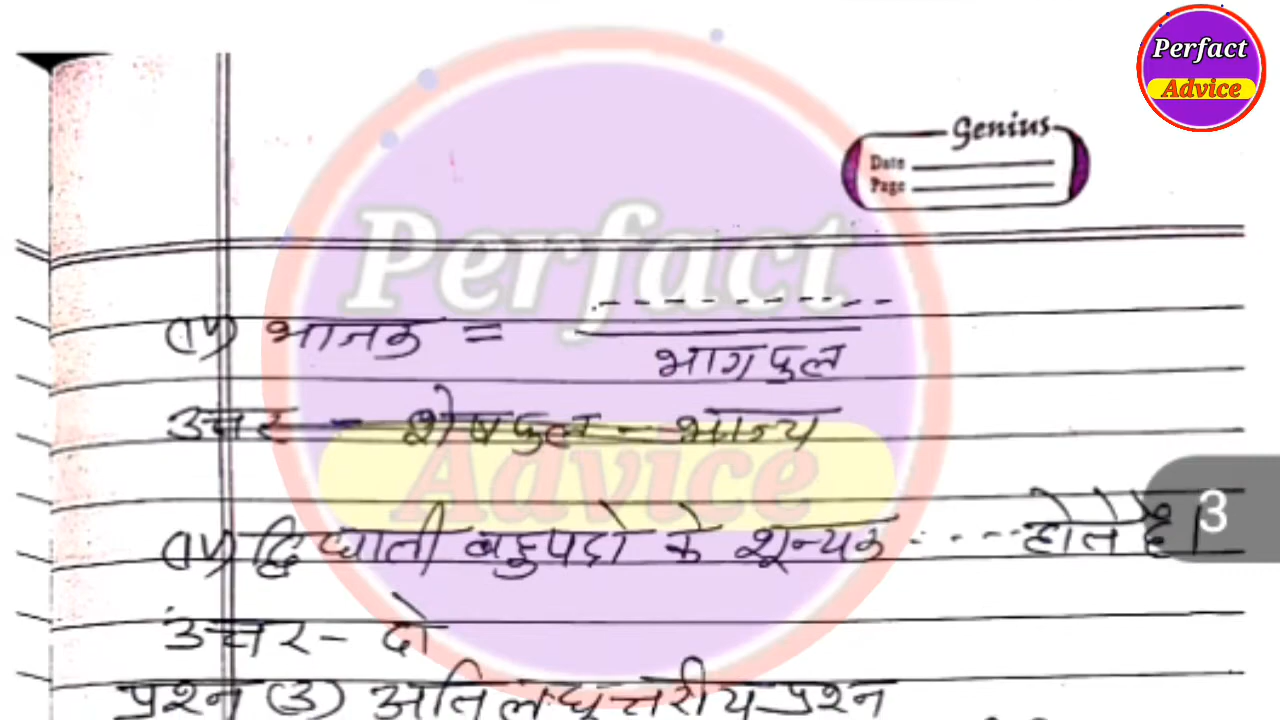 Perfact
Advice
Genius
Date
Page
Perfact
(iv) भाजक = ----------
भागफल
उत्तर - शेषफल - भाज्य
Advice
3
(iv) द्विघाती बहुपदो के शून्यक ----- होते है।
उत्तर - दो
प्रश्न (3) अति लघुत्तरीय प्रश्न